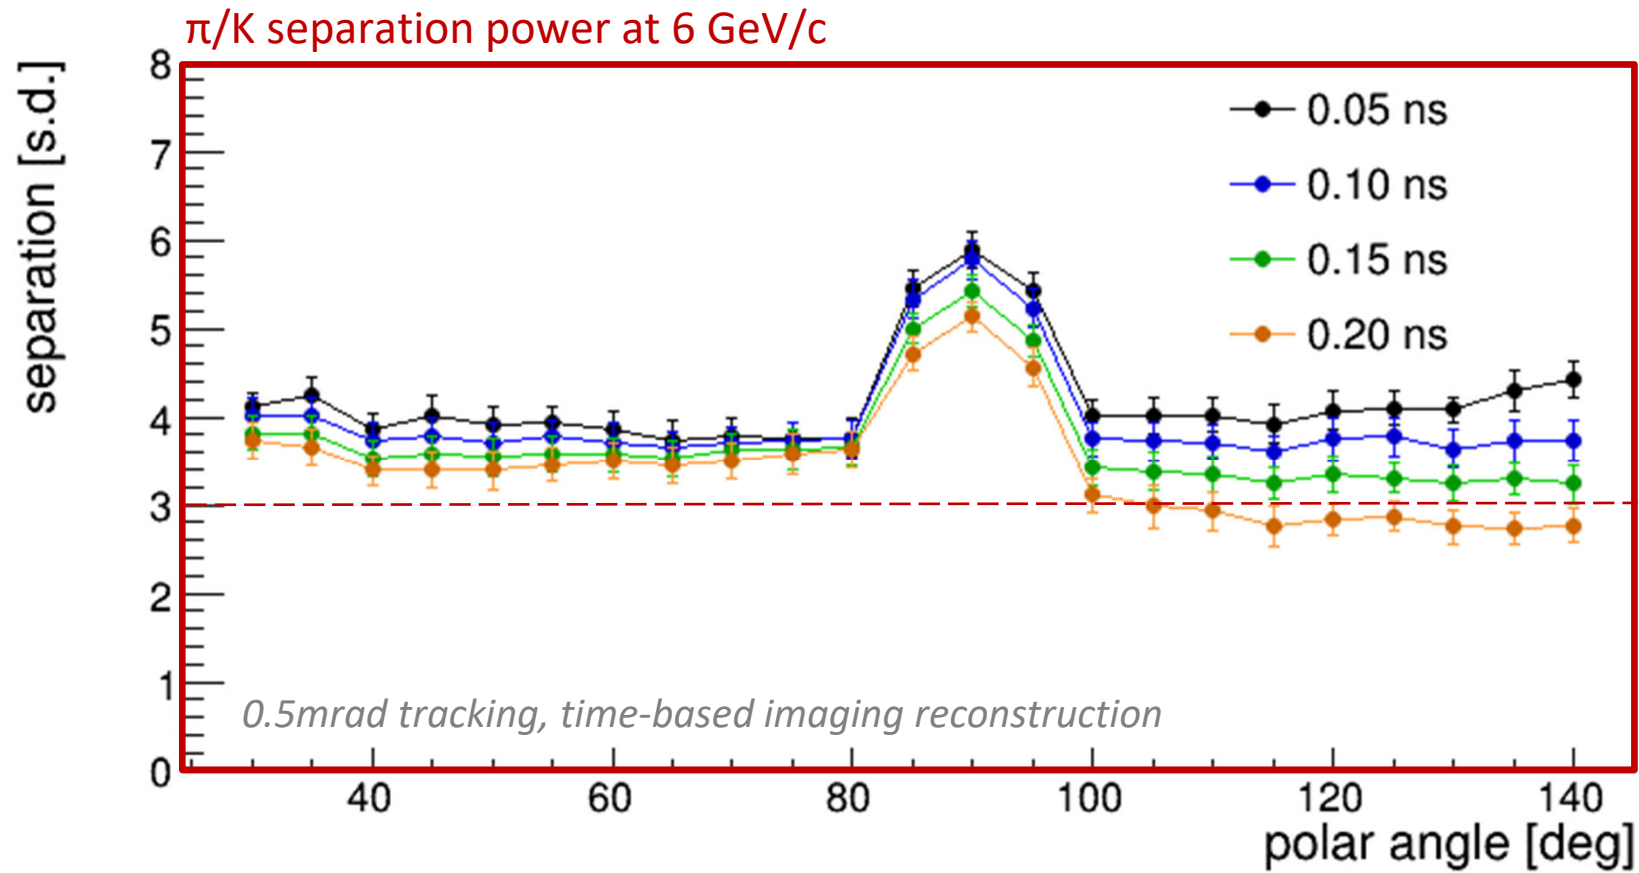 π/K separation power at 6 GeV/c
separation [s.d.]
8
7
6
5
4
3
2
1
0
0.05 ns
0.10 ns
0.15 ns
0.20 ns
0.5mrad tracking, time-based imaging reconstruction
40 60 80 100 120 140
polar angle [deg]